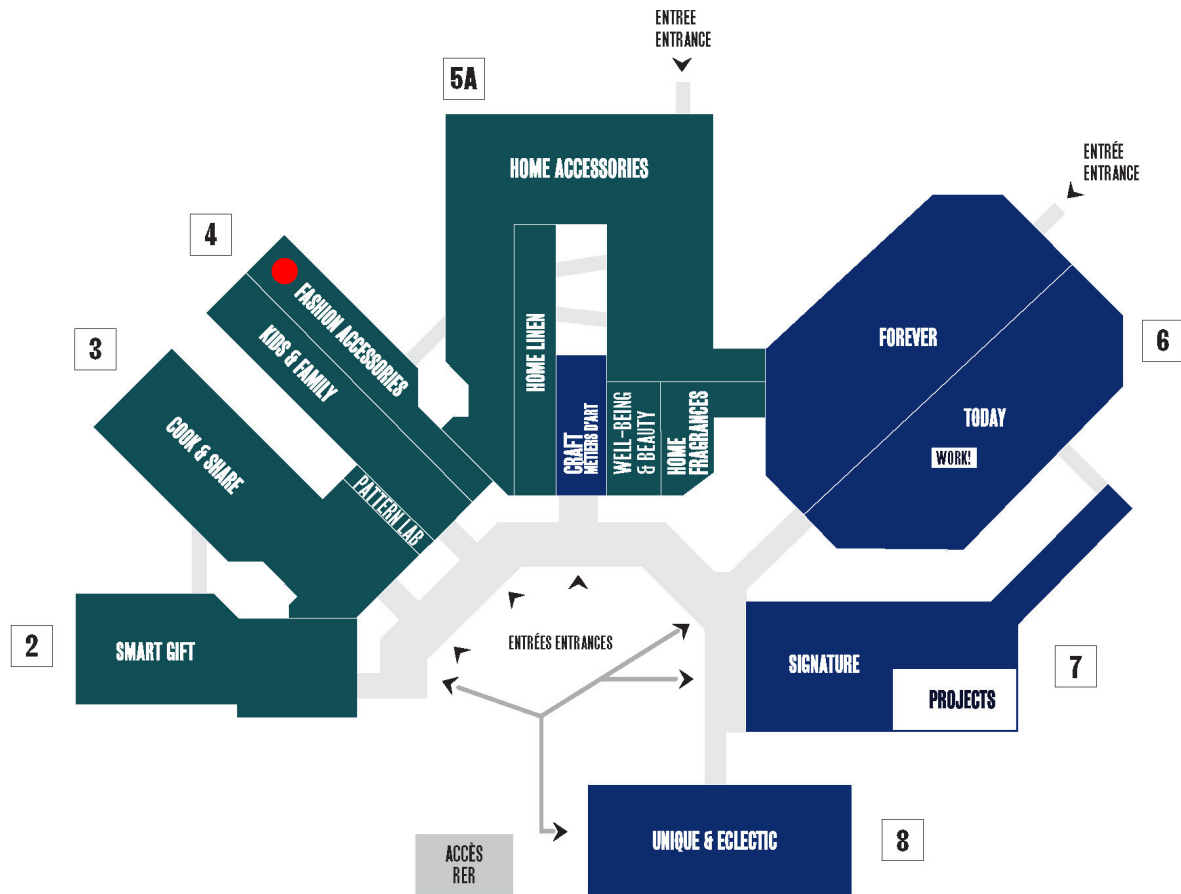 ENTREE
ENTRANCE
5A
HOME ACCESSORIES
ENTRÉE
ENTRANCE
4
FASHION ACCESSORIES
KIDS & FAMILY
3
COOK & SHARE
PATTERN LAB
HOME LINEN
CRAFT
MÉTIERS D'ART
WELL-BEING
& BEAUTY
HOME
FRAGRANCES
FOREVER
6
TODAY
WORK!
2
SMART GIFT
ENTRÉES ENTRANCES
SIGNATURE
7
PROJECTS
UNIQUE & ECLECTIC
8
ACCÈS
RER